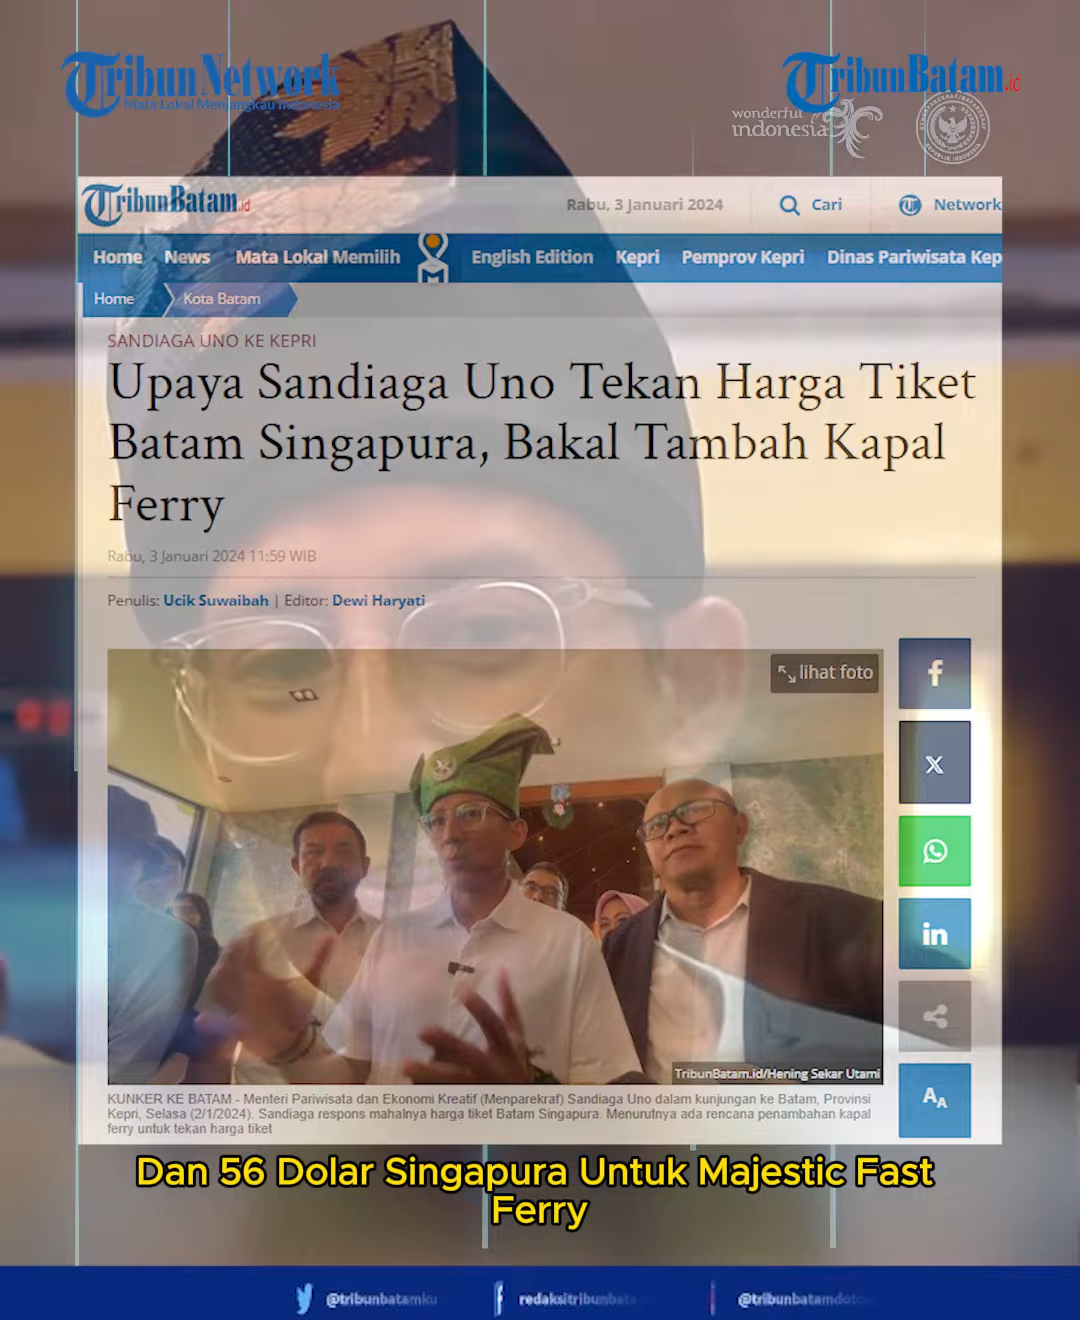 TribunNetwork
Mata Lokal Menjangkau Indonesia
TribunBatam.id
wonderful
indonesia
TribunBatam.id
Rabu, 3 Januari 2024
Cari
Network
Home
News
Mata Lokal Memilih
English Edition
Kepri
Pemprov Kepri
Dinas Pariwisata Kep
Home
Kota Batam
SANDIAGA UNO KE KEPRI
Upaya Sandiaga Uno Tekan Harga Tiket
Batam Singapura, Bakal Tambah Kapal
Ferry
Rabu, 3 Januari 2024 11:59 WIB
Penulis: Ucik Suwaibah | Editor: Dewi Haryati
lihat foto
f
X
in
TribunBatam.id/Hening Sekar Utami
AA
KUNKER KE BATAM - Menteri Pariwisata dan Ekonomi Kreatif (Menparekraf) Sandiaga Uno dalam kunjungan ke Batam, Provinsi
Kepri, Selasa (2/1/2024). Sandiaga respons mahalnya harga tiket Batam Singapura. Menurutnya ada rencana penambahan kapal
ferry untuk tekan harga tiket
Dan 56 Dolar Singapura Untuk Majestic Fast
Ferry
@tribunbatamku
redaksitribunbata
@tribunbatamdot